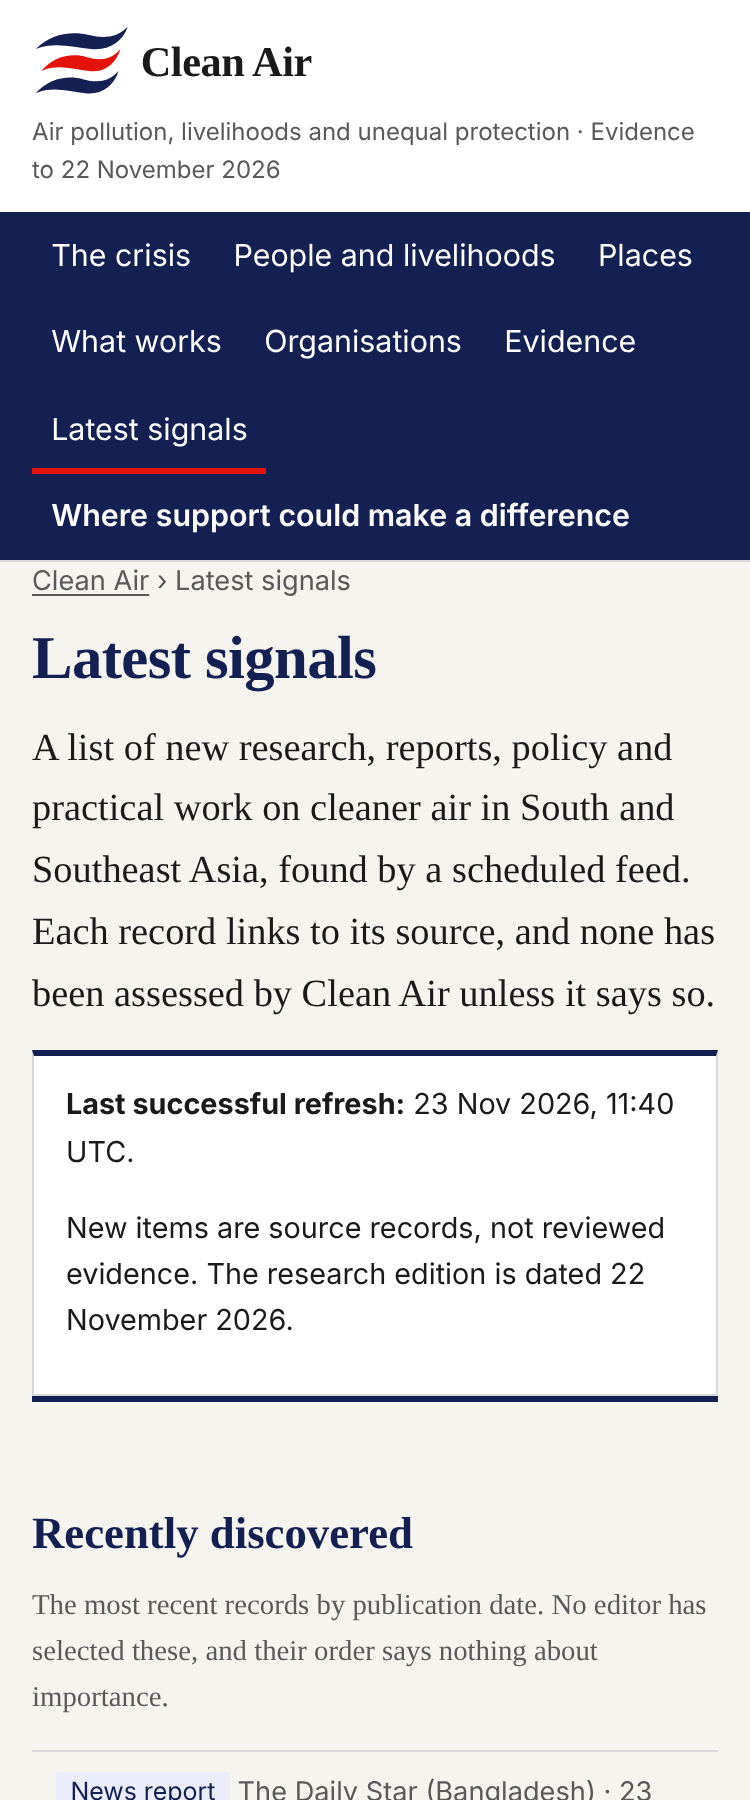 Clean Air
Air pollution, livelihoods and unequal protection · Evidence
to 22 November 2026
The crisis People and livelihoods Places
What works Organisations Evidence
Latest signals
Where support could make a difference
Clean Air › Latest signals
Latest signals
A list of new research, reports, policy and
practical work on cleaner air in South and
Southeast Asia, found by a scheduled feed.
Each record links to its source, and none has
been assessed by Clean Air unless it says so.
Last successful refresh: 23 Nov 2026, 11:40
UTC.
New items are source records, not reviewed
evidence. The research edition is dated 22
November 2026.
Recently discovered
The most recent records by publication date. No editor has
selected these, and their order says nothing about
importance.
News report The Daily Star (Bangladesh) · 23